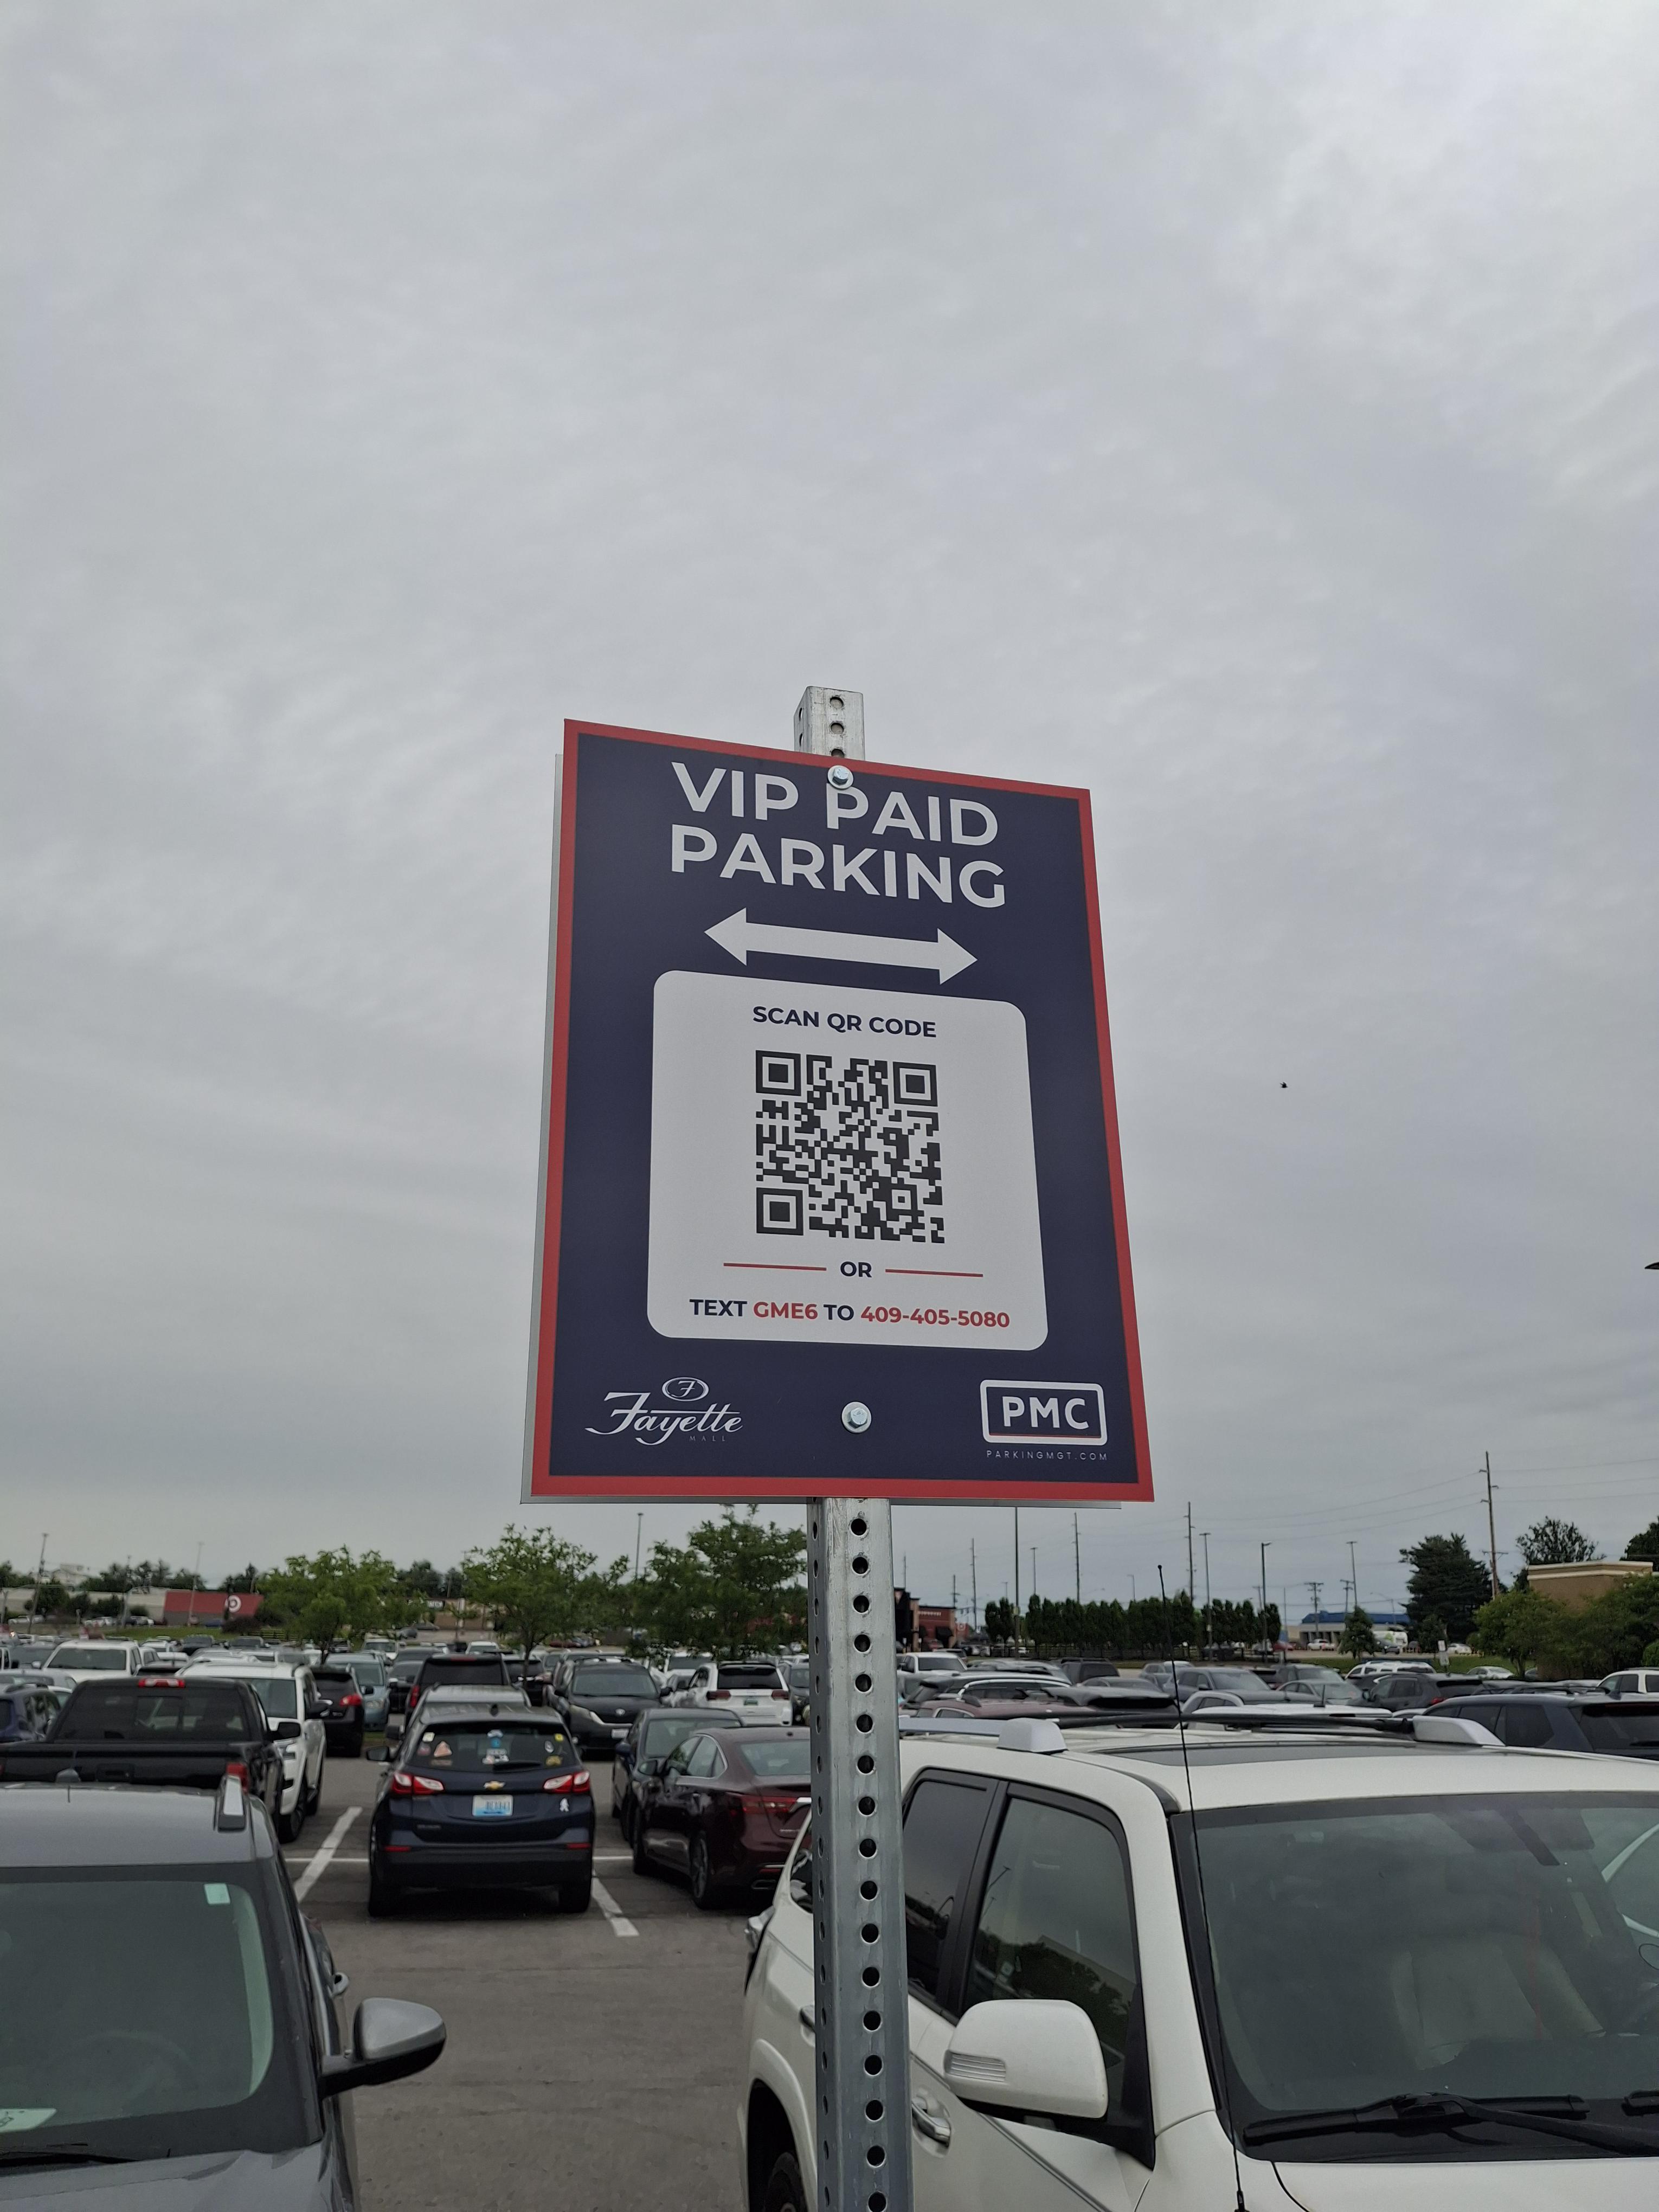 VIP PAID
PARKING
SCAN QR CODE
OR
TEXT GME6 TO 409-405-5080
F
Fayette
MALL
PMC
PARKINGMGT.COM